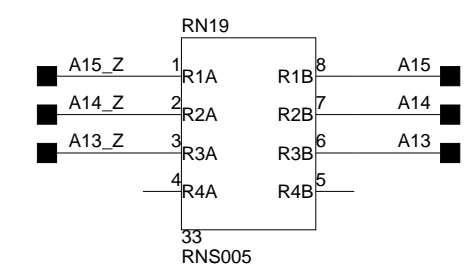 RN19
A15_Z 1 R1A R1B 8 A15
A14_Z 2 R2A R2B 7 A14
A13_Z 3 R3A R3B 6 A13
4 R4A R4B 5
33
RNS005